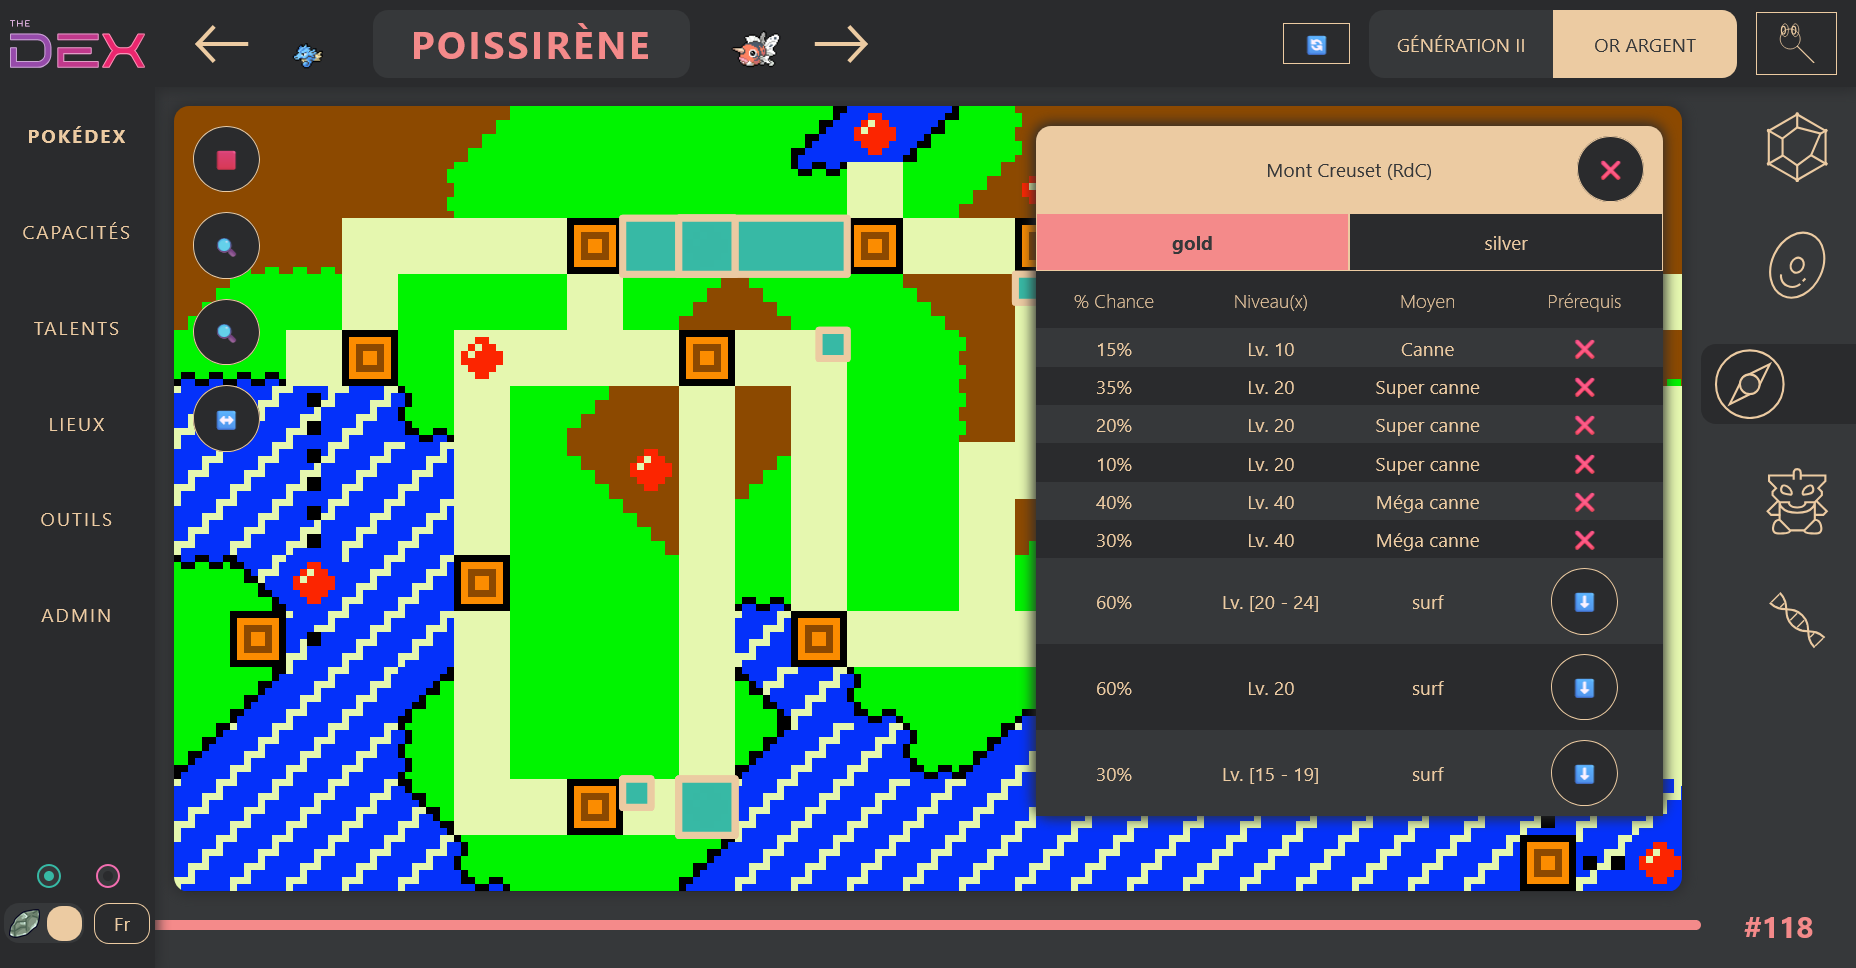 THE
DEX
POISSIRÈNE
GÉNÉRATION II
OR ARGENT
POKÉDEX
CAPACITÉS
TALENTS
LIEUX
OUTILS
ADMIN
Mont Creuset (RdC)
gold silver
% Chance Niveau(x) Moyen Prérequis
15% Lv. 10 Canne
35% Lv. 20 Super canne
20% Lv. 20 Super canne
10% Lv. 20 Super canne
40% Lv. 40 Méga canne
30% Lv. 40 Méga canne
60% Lv. [20 - 24] surf
60% Lv. 20 surf
30% Lv. [15 - 19] surf
Fr
#118